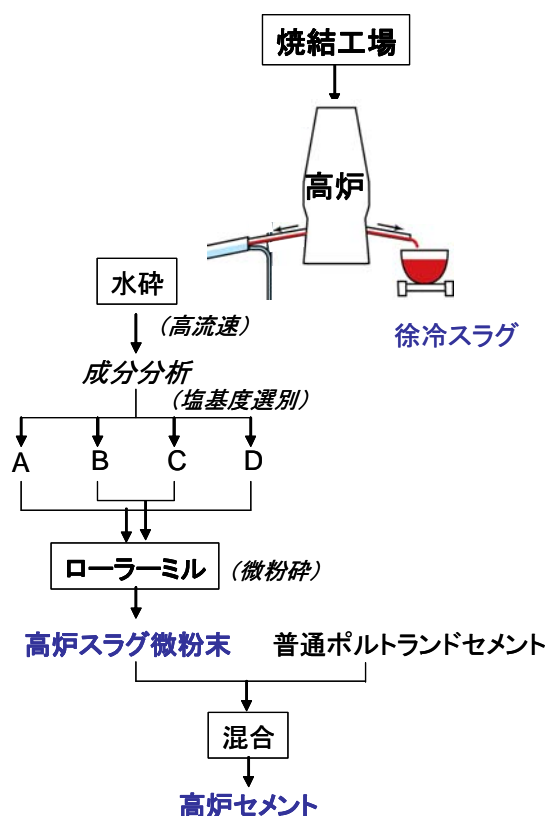 焼結工場
高炉
水砕
(高流速)
徐冷スラグ
成分分析
(塩基度選別)
A B C D
ローラーミル (微粉砕)
高炉スラグ微粉末 普通ポルトランドセメント
混合
高炉セメント